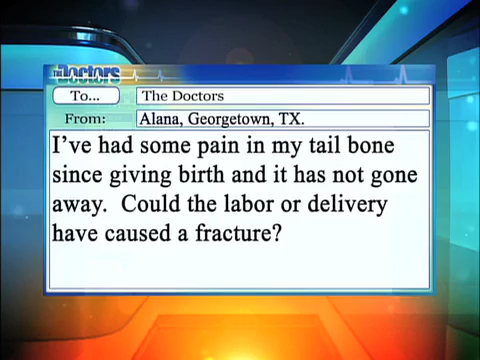 THE Doctors
To... The Doctors
From: Alana, Georgetown, TX.
I've had some pain in my tail bone
since giving birth and it has not gone
away.  Could the labor or delivery
have caused a fracture?